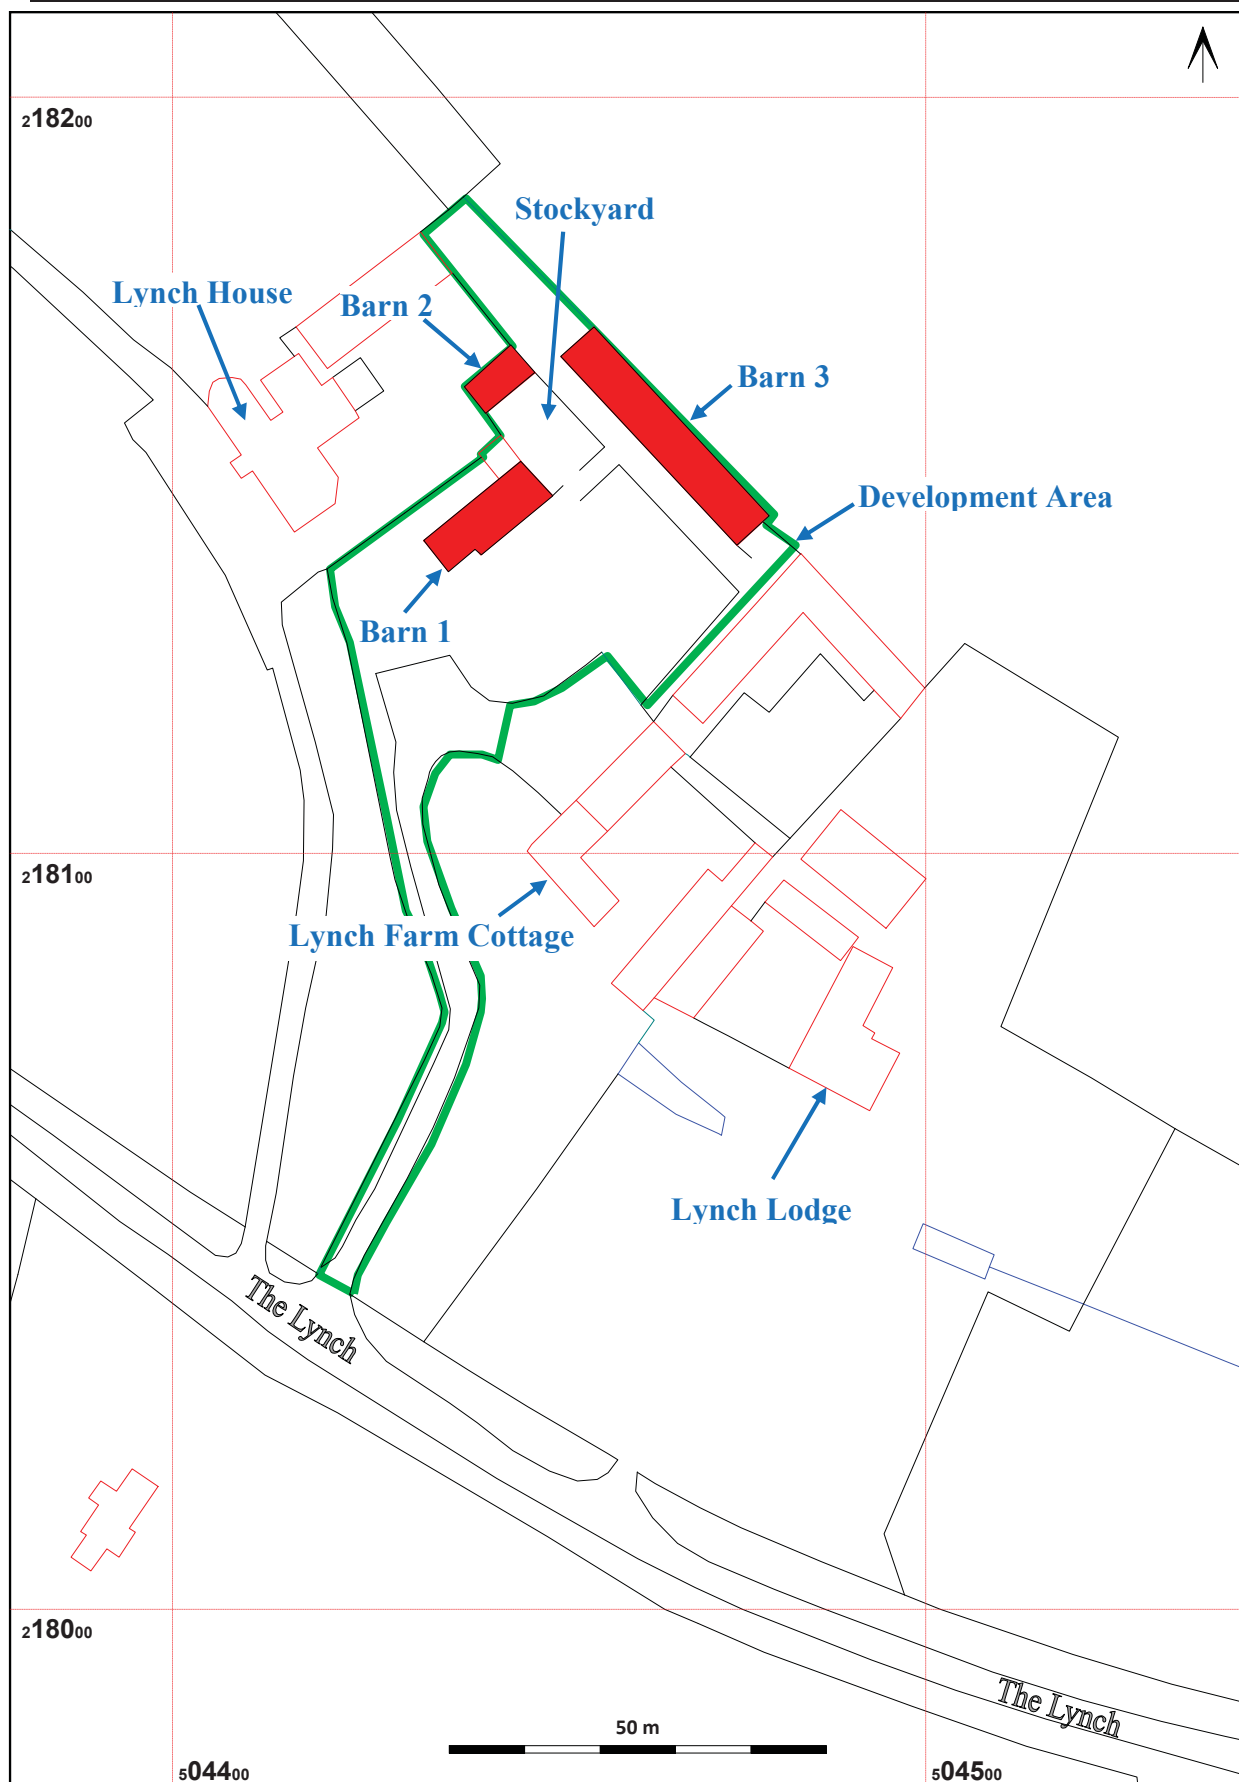 218200
Stockyard
Lynch House
Barn 2
Barn 3
Development Area
Barn 1
218100
Lynch Farm Cottage
Lynch Lodge
The Lynch
218000
The Lynch
50 m
504400
504500